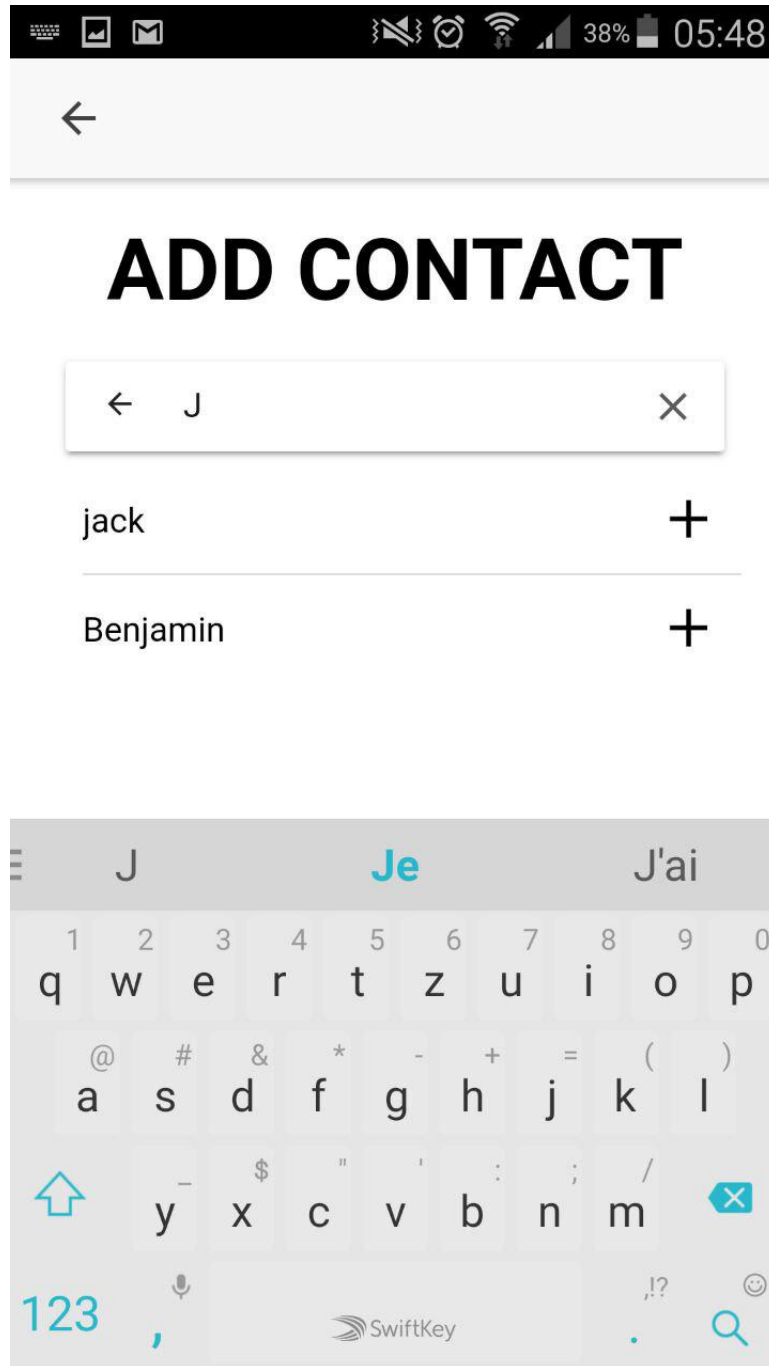 38% 05:48
ADD CONTACT
J
jack
Benjamin
J Je J'ai
1 2 3 4 5 6 7 8 9 0
q w e r t z u i o p
@ # & * - + = ( )
a s d f g h j k l
_ $ " ' : ; /
y x c v b n m
,!?
123 , SwiftKey .